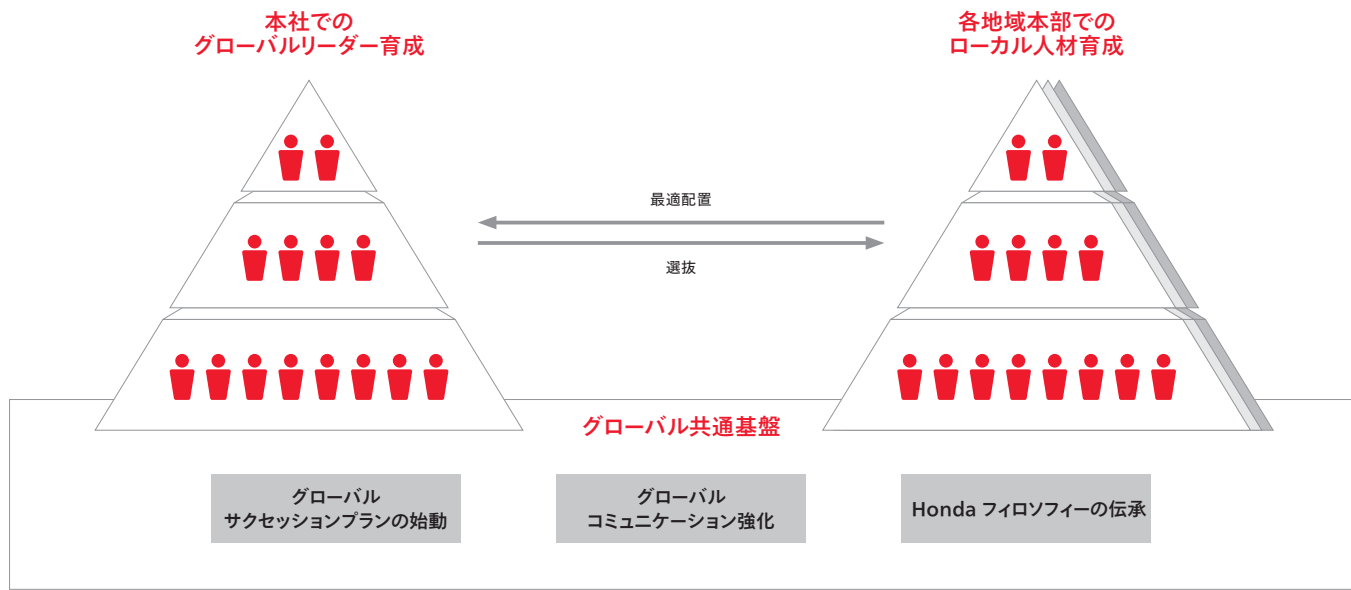 本社での
グローバルリーダー育成
各地域本部での
ローカル人材育成
最適配置
選抜
グローバル共通基盤
グローバル
サクセッションプランの始動
グローバル
コミュニケーション強化
Honda フィロソフィーの伝承